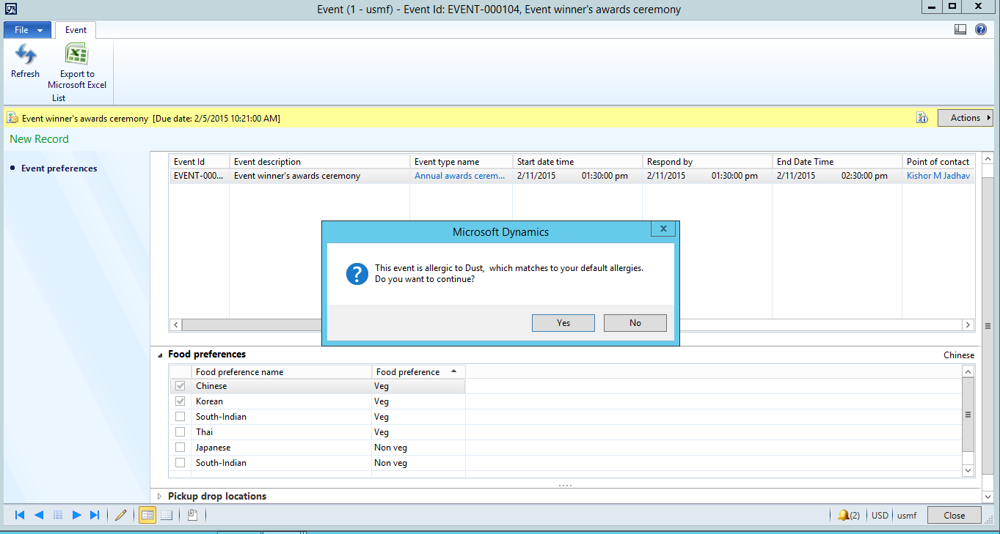 Event (1 - usmf) - Event Id: EVENT-000104, Event winner's awards ceremony
File
Event
Refresh
Export to
Microsoft Excel
List
Event winner's awards ceremony [Due date: 2/5/2015 10:21:00 AM]
Actions
New Record
Event preferences
Event Id Event description Event type name Start date time Respond by End Date Time Point of contact
EVENT-000... Event winner's awards ceremony Annual awards cerem... 2/11/2015 01:30:00 pm 2/11/2015 01:30:00 pm 2/11/2015 02:30:00 pm Kishor M Jadhav
Microsoft Dynamics
This event is allergic to Dust, which matches to your default allergies.
Do you want to continue?
Yes No
Food preferences Chinese
Food preference name Food preference
Chinese Veg
Korean Veg
South-Indian Veg
Thai Veg
Japanese Non veg
South-Indian Non veg
Pickup drop locations
(2) USD usmf Close